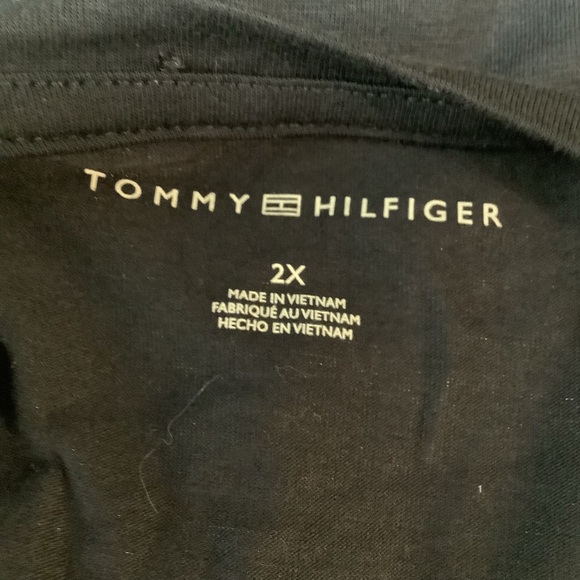 TOMMY HILFIGER
2X
MADE IN VIETNAM
FABRIQUÉ AU VIETNAM
HECHO EN VIETNAM